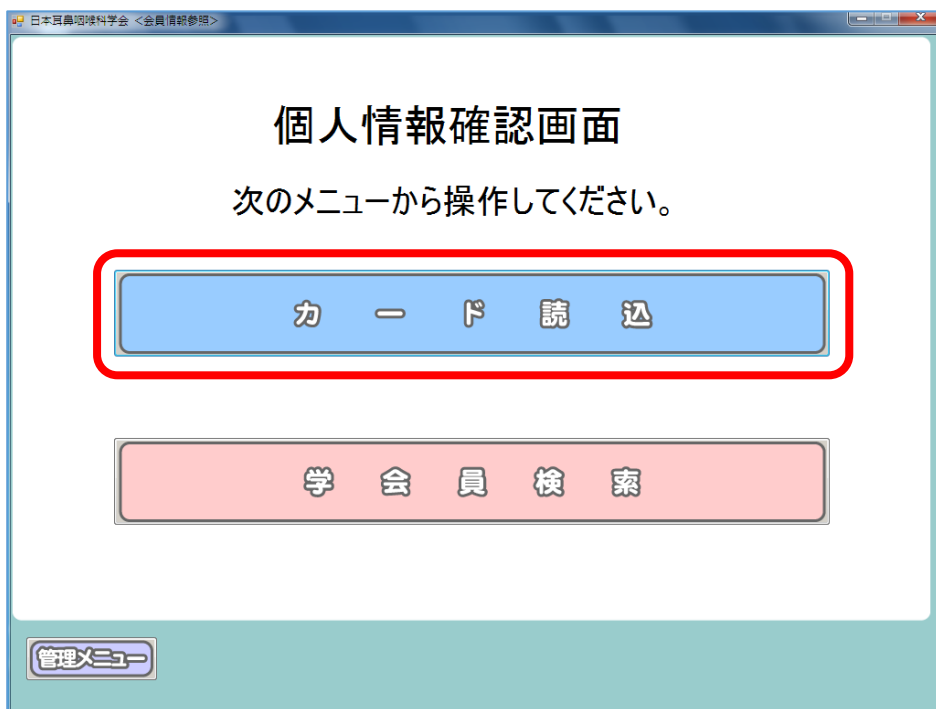 日本耳鼻咽喉科学会 <会員情報参照>
個人情報確認画面
次のメニューから操作してください。
カード読込
学会員検索
管理メニュー